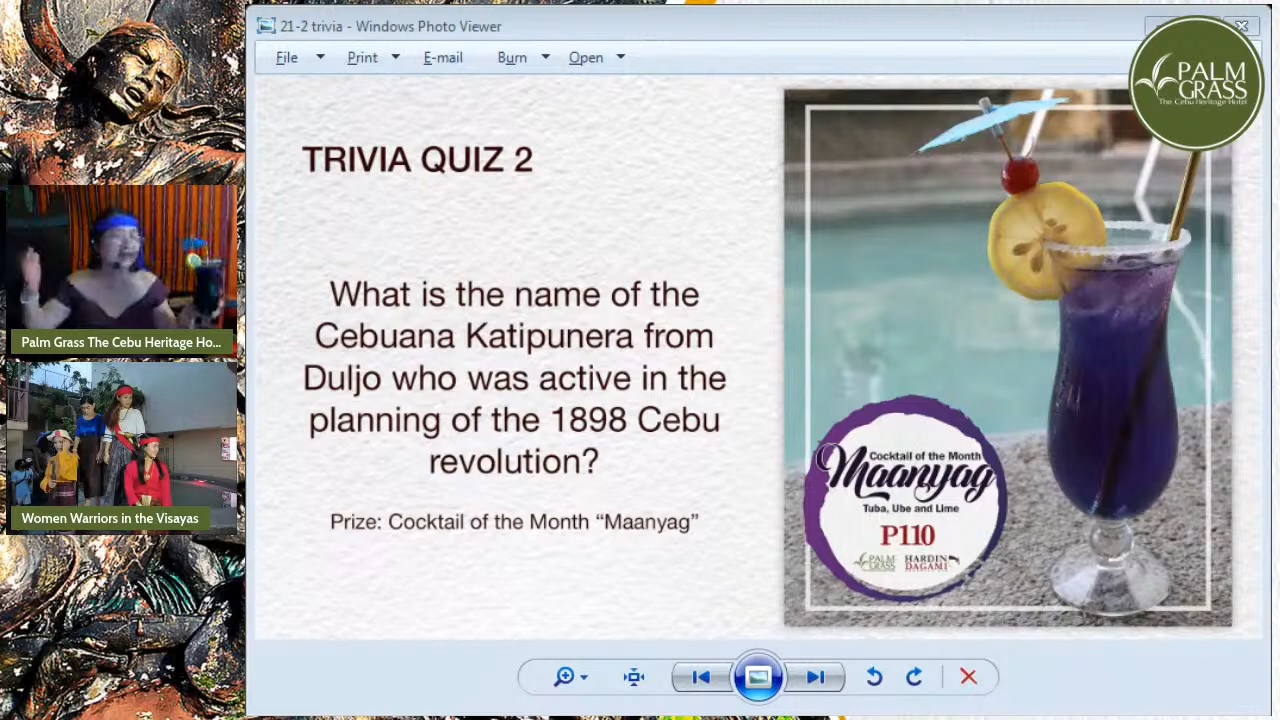 21-2 trivia - Windows Photo Viewer
File
Print
E-mail
Burn
Open
PALM
GRASS
The Cebu Heritage Hotel
TRIVIA QUIZ 2
What is the name of the
Cebuana Katipunera from
Duljo who was active in the
planning of the 1898 Cebu
revolution?
Prize: Cocktail of the Month “Maanyag”
Cocktail of the Month
Maanyag
Tuba, Ube and Lime
P110
PALM
GRASS
HARDIN
DAGAMI
Palm Grass The Cebu Heritage Ho...
Women Warriors in the Visayas